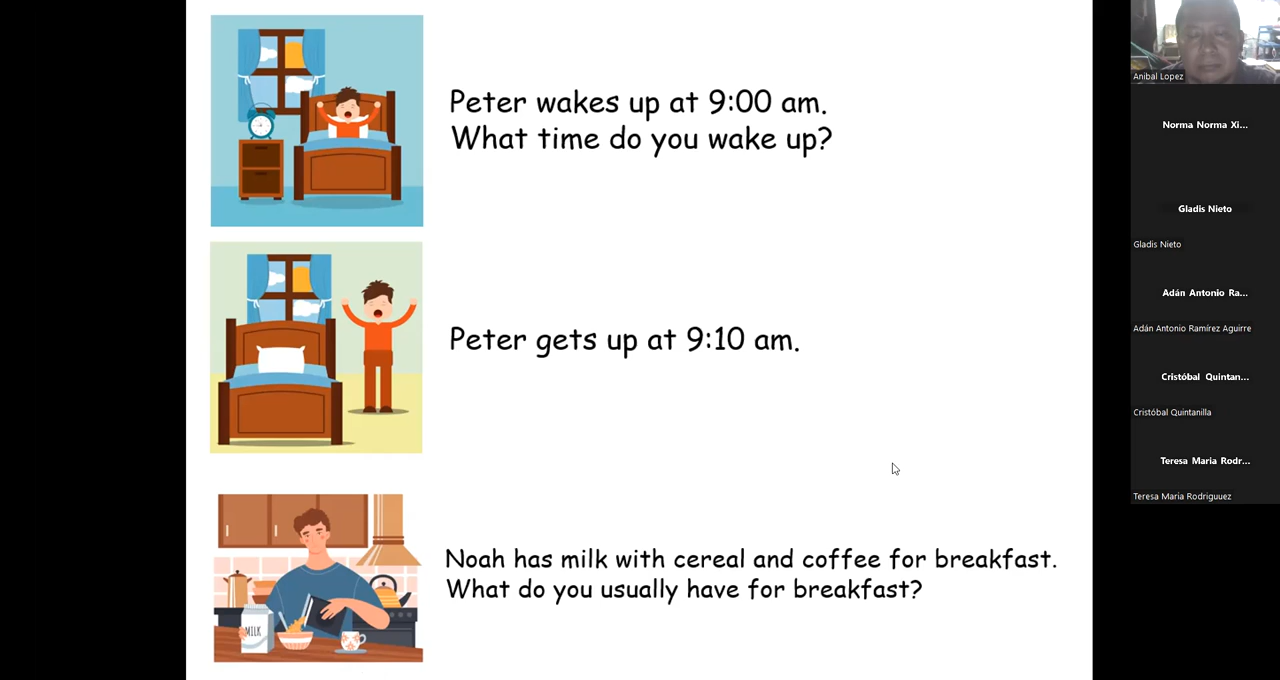 Peter wakes up at 9:00 am.
What time do you wake up?
Peter gets up at 9:10 am.
MILK
Noah has milk with cereal and coffee for breakfast.
What do you usually have for breakfast?
Anibal Lopez
Norma Norma Xi...
Gladis Nieto
Gladis Nieto
Adán Antonio Ra...
Adán Antonio Ramírez Aguirre
Cristóbal Quintan...
Cristóbal Quintanilla
Teresa Maria Rodr...
Teresa Maria Rodriguuez